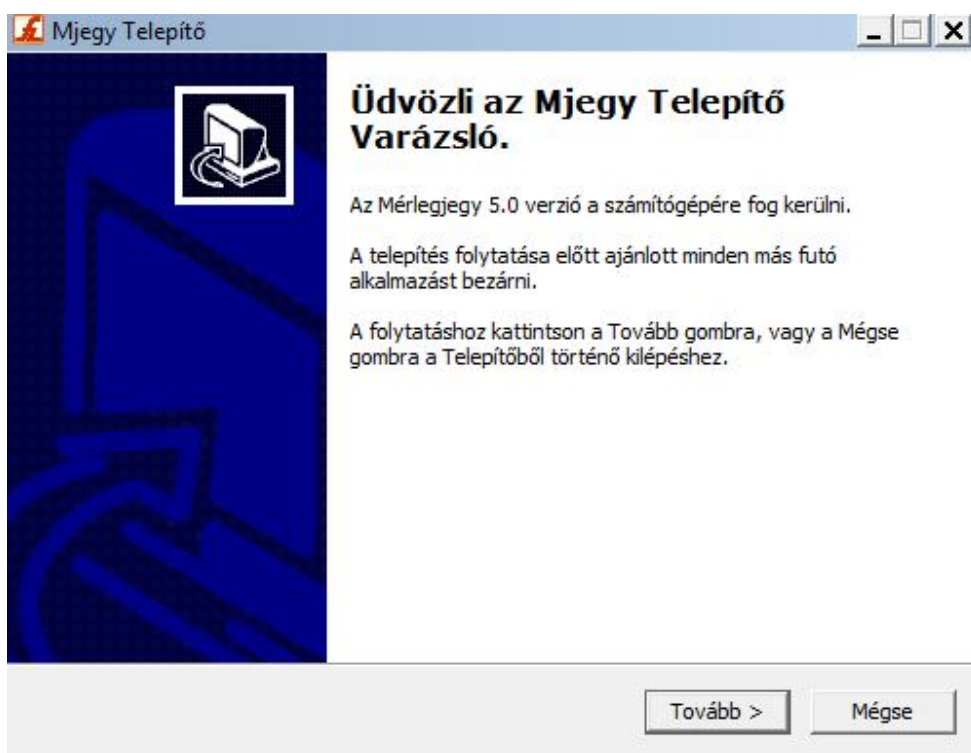 Mjegy Telepítő
Üdvözli az Mjegy Telepítő
Varázsló.
Az Mérlegjegy 5.0 verzió a számítógépére fog kerülni.
A telepítés folytatása előtt ajánlott minden más futó
alkalmazást bezárni.
A folytatáshoz kattintson a Tovább gombra, vagy a Mégse
gombra a Telepítőből történő kilépéshez.
Tovább >
Mégse